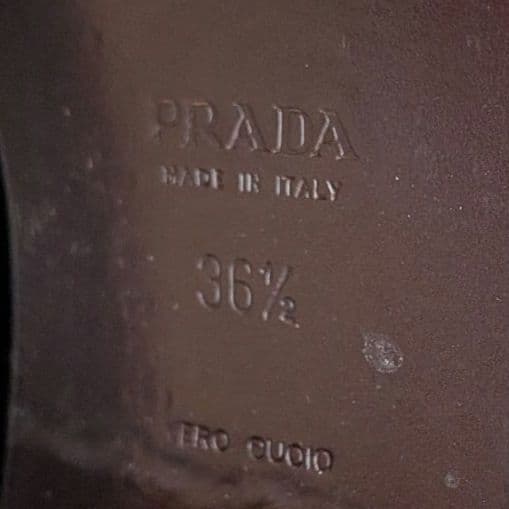 PRADA
MADE IN ITALY
36½
VERO CUOIO